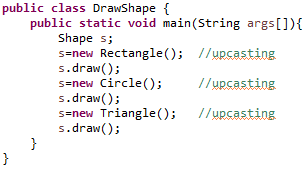 public class DrawShape {
    public static void main(String args[]){
        Shape s;
        s=new Rectangle();  //upcasting
        s.draw();
        s=new Circle();     //upcasting
        s.draw();
        s=new Triangle();   //upcasting
        s.draw();
    }
}